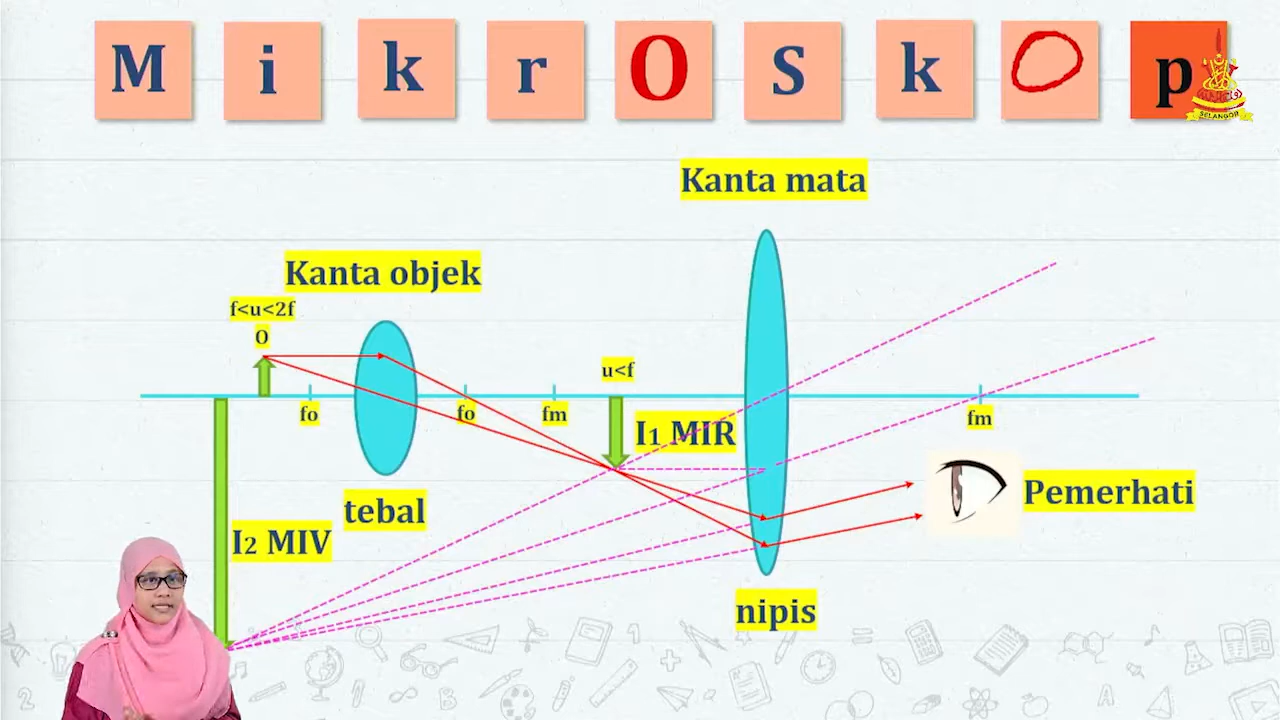 M i k r O S k O p
SELANGOR
Kanta mata
Kanta objek
f<u<2f
O
u<f
fo
fo
fm
fm
I1 MIR
Pemerhati
tebal
I2 MIV
nipis